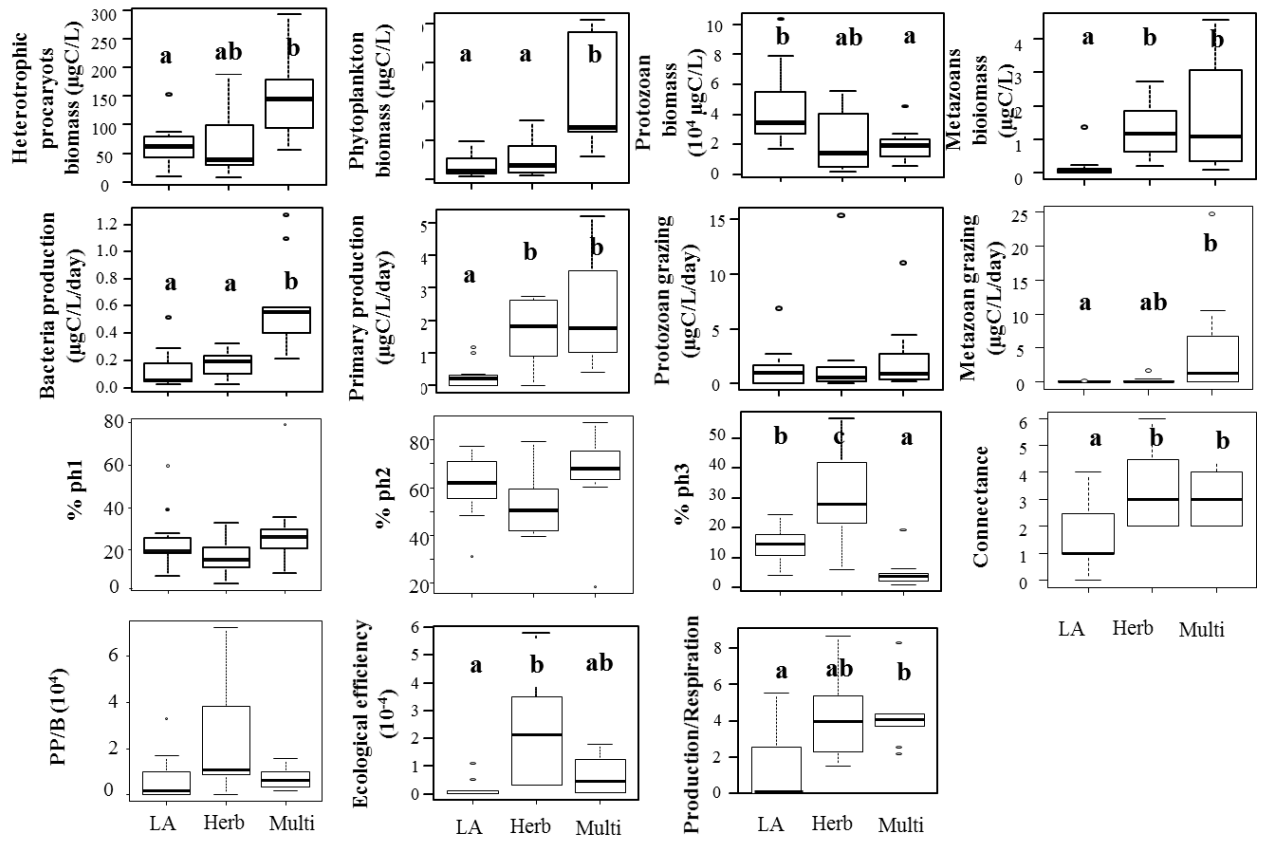 Heterotrophic
procaryots
biomass (µgC/L)
300
250
200
150
100
50
0
a
ab
b
Phytoplankton
biomass (µgC/L)
a
a
b
Protozoan
biomass
(10⁴ µgC/L)
10
8
6
4
2
0
b
ab
a
Metazoans
bioiomass
(µgC/L)
4
3
2
1
0
a
b
b
Bacteria production
(µgC/L/day)
1.2
1.0
0.8
0.6
0.4
0.2
0.0
a
a
b
Primary production
(µgC/L/day)
5
4
3
2
1
0
a
b
b
Protozoan grazing
(µgC/L/day)
15
10
5
0
Metazoan grazing
(µgC/L/day)
25
20
15
10
5
0
a
ab
b
% ph1
80
60
40
20
0
% ph2
80
60
40
20
% ph3
50
40
30
20
10
0
b
c
a
Connectance
6
5
4
3
2
1
0
a
b
b
LA Herb Multi
PP/B (10⁴)
6
4
2
0
LA Herb Multi
Ecological efficiency
(10⁻⁴)
6
5
4
3
2
1
0
a
b
ab
LA Herb Multi
Production/Respiration
8
6
4
2
0
a
ab
b
LA Herb Multi